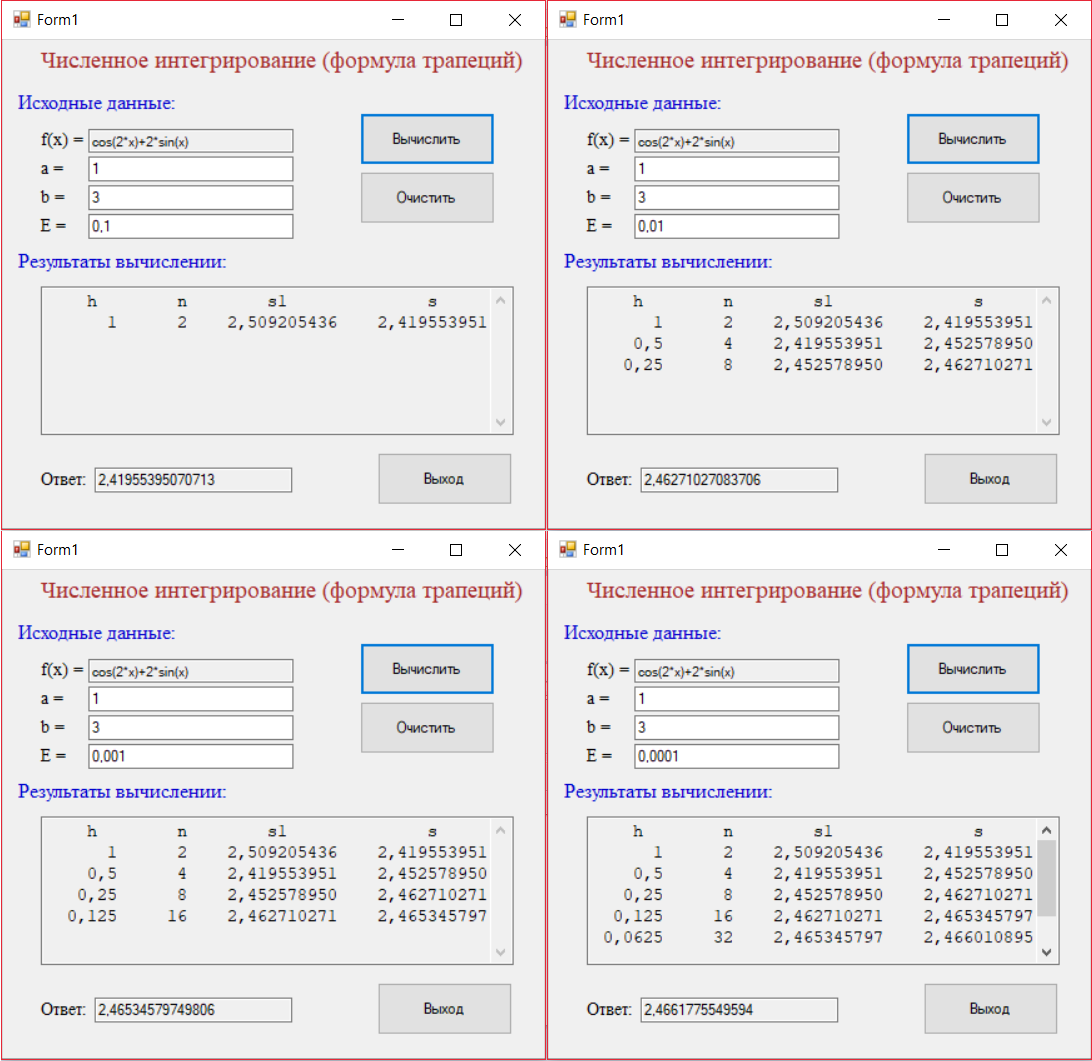 Form1
Численное интегрирование (формула трапеций)
Исходные данные:
f(x) = cos(2*x)+2*sin(x)
a = 1
b = 3
E = 0,1
Вычислить
Очистить
Результаты вычислении:
h n s1 s
1 2 2,509205436 2,419553951
Ответ: 2,41955395070713
Выход
Form1
Численное интегрирование (формула трапеций)
Исходные данные:
f(x) = cos(2*x)+2*sin(x)
a = 1
b = 3
E = 0,01
Вычислить
Очистить
Результаты вычислении:
h n s1 s
1 2 2,509205436 2,419553951
0,5 4 2,419553951 2,452578950
0,25 8 2,452578950 2,462710271
Ответ: 2,46271027083706
Выход
Form1
Численное интегрирование (формула трапеций)
Исходные данные:
f(x) = cos(2*x)+2*sin(x)
a = 1
b = 3
E = 0,001
Вычислить
Очистить
Результаты вычислении:
h n s1 s
1 2 2,509205436 2,419553951
0,5 4 2,419553951 2,452578950
0,25 8 2,452578950 2,462710271
0,125 16 2,462710271 2,465345797
Ответ: 2,46534579749806
Выход
Form1
Численное интегрирование (формула трапеций)
Исходные данные:
f(x) = cos(2*x)+2*sin(x)
a = 1
b = 3
E = 0,0001
Вычислить
Очистить
Результаты вычислении:
h n s1 s
1 2 2,509205436 2,419553951
0,5 4 2,419553951 2,452578950
0,25 8 2,452578950 2,462710271
0,125 16 2,462710271 2,465345797
0,0625 32 2,465345797 2,466010895
Ответ: 2,4661775549594
Выход